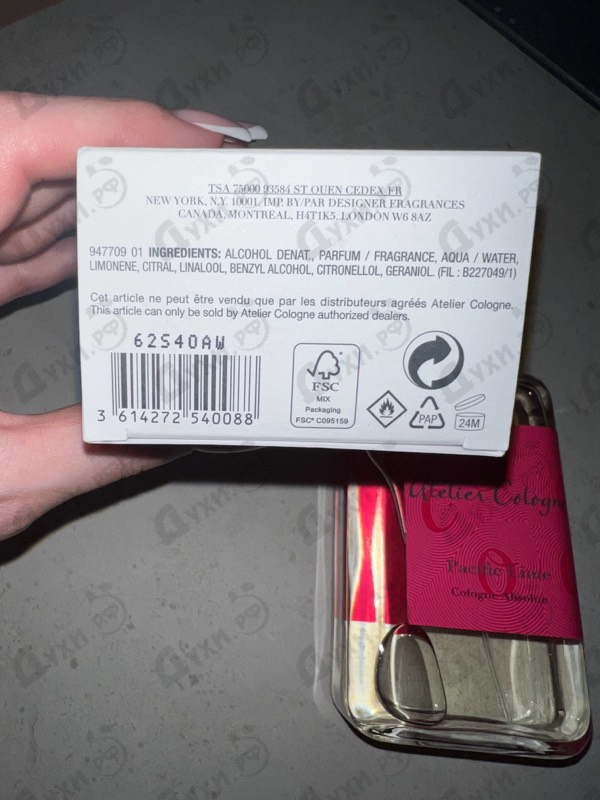 TSA 75000 93584 ST OUEN CEDEX FR
NEW YORK, N.Y. 10001. IMP. BY/PAR DESIGNER FRAGRANCES
CANADA, MONTREAL, H4T1K5. LONDON W6 8AZ
947709 01 INGREDIENTS: ALCOHOL DENAT., PARFUM / FRAGRANCE, AQUA / WATER,
LIMONENE, CITRAL, LINALOOL, BENZYL ALCOHOL, CITRONELLOL, GERANIOL. (FIL : B227049/1)
Cet article ne peut être vendu que par les distributeurs agréés Atelier Cologne.
This article can only be sold by Atelier Cologne authorized dealers.
62S40AW
3 614272 540088
FSC
MIX
Packaging
FSC® C095159
PAP
24M
Atelier Cologne
Pacific Lime
Cologne Absolue
Духи.рф